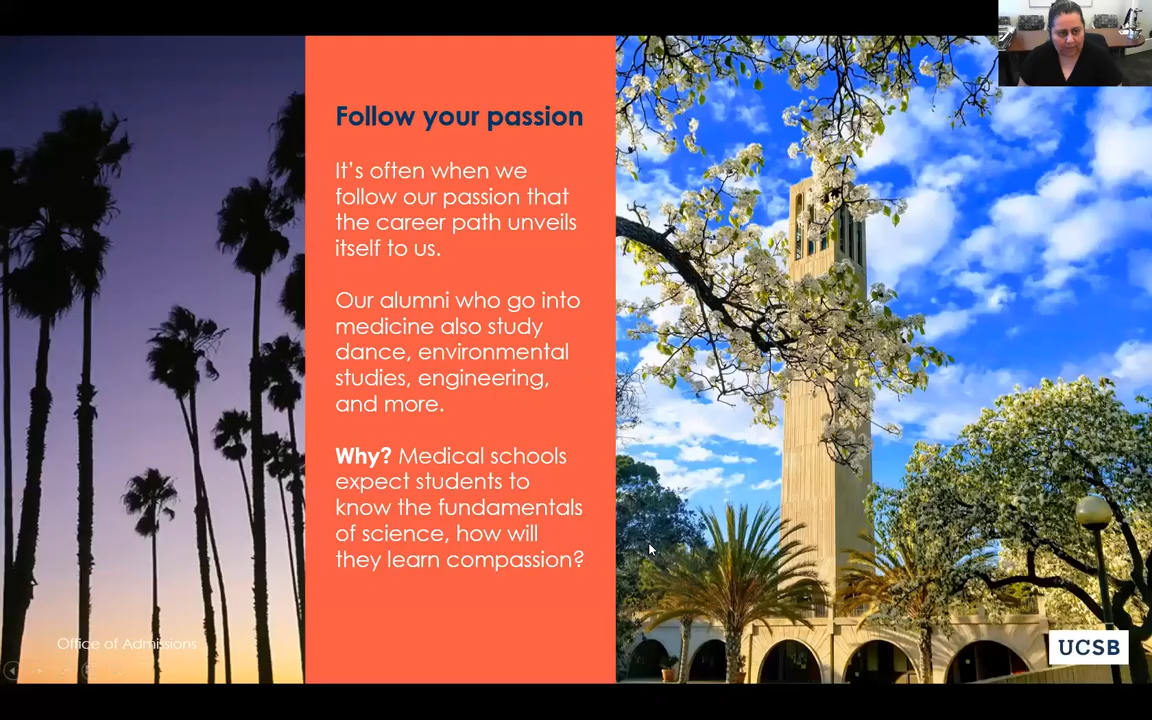 Follow your passion
It's often when we
follow our passion that
the career path unveils
itself to us.
Our alumni who go into
medicine also study
dance, environmental
studies, engineering,
and more.
Why? Medical schools
expect students to
know the fundamentals
of science, how will
they learn compassion?
Office of Admissions
UCSB